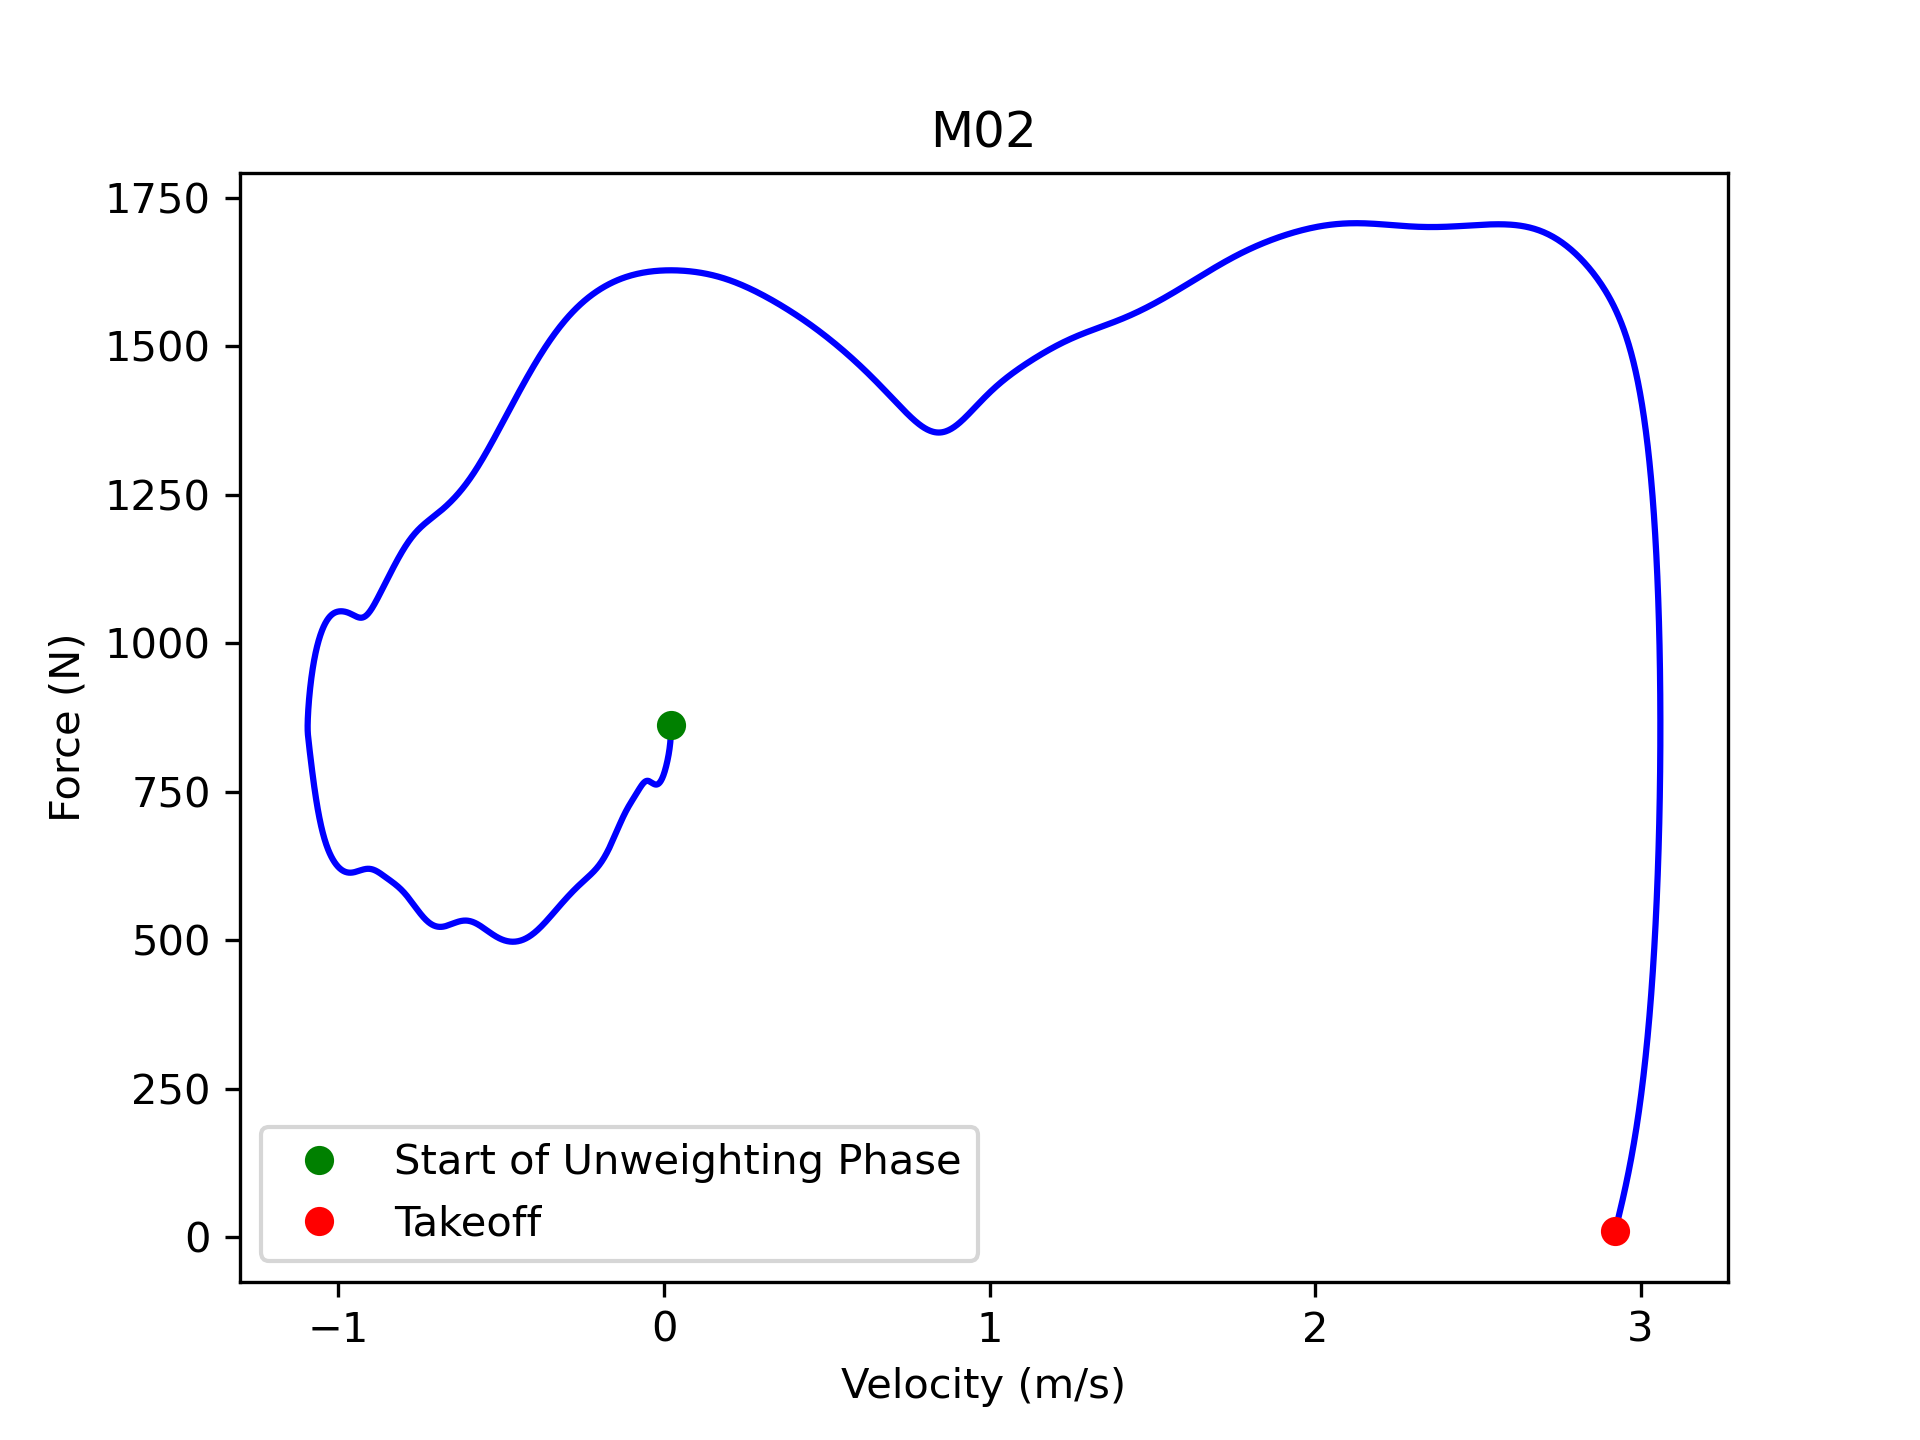 M02
1750
1500
1250
1000
750
500
250
0
Force (N)
Start of Unweighting Phase
Takeoff
−1 0 1 2 3
Velocity (m/s)